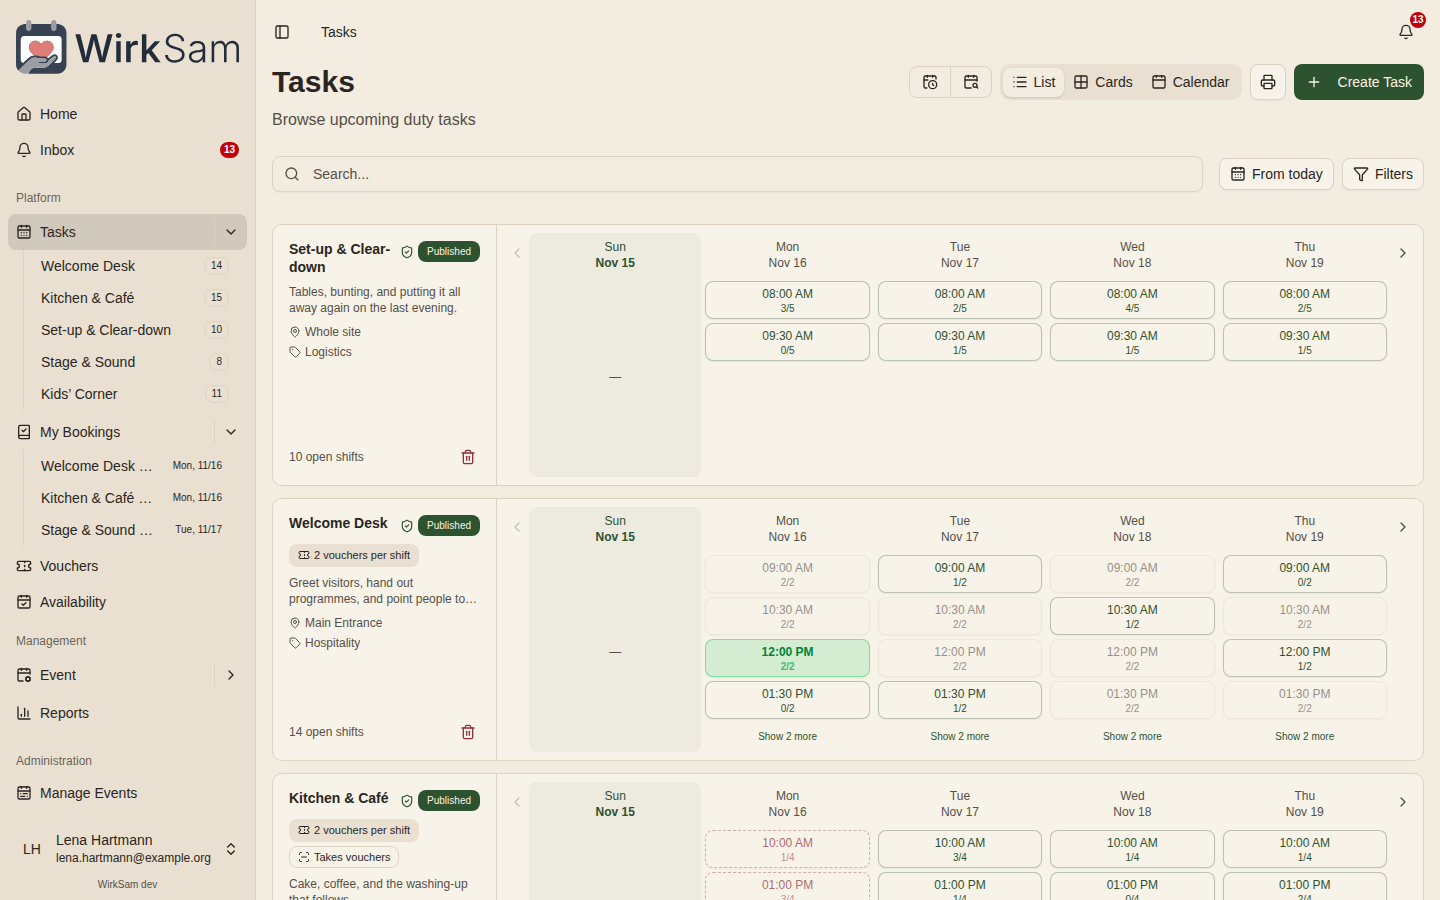 WirkSam
Home
Inbox
13
Platform
Tasks
Welcome Desk
14
Kitchen & Café
15
Set-up & Clear-down
10
Stage & Sound
8
Kids’ Corner
11
My Bookings
Welcome Desk …
Mon, 11/16
Kitchen & Café …
Mon, 11/16
Stage & Sound …
Tue, 11/17
Vouchers
Availability
Management
Event
Reports
Administration
Manage Events
LH
Lena Hartmann
lena.hartmann@example.org
WirkSam dev
Tasks
13
Tasks
List
Cards
Calendar
Create Task
Browse upcoming duty tasks
Search...
From today
Filters
Set-up & Clear-
down
Published
Tables, bunting, and putting it all
away again on the last evening.
Whole site
Logistics
10 open shifts
Sun
Nov 15
—
Mon
Nov 16
08:00 AM
3/5
09:30 AM
0/5
Tue
Nov 17
08:00 AM
2/5
09:30 AM
1/5
Wed
Nov 18
08:00 AM
4/5
09:30 AM
1/5
Thu
Nov 19
08:00 AM
2/5
09:30 AM
1/5
Welcome Desk
Published
2 vouchers per shift
Greet visitors, hand out
programmes, and point people to…
Main Entrance
Hospitality
14 open shifts
Sun
Nov 15
—
Mon
Nov 16
09:00 AM
2/2
10:30 AM
2/2
12:00 PM
2/2
01:30 PM
0/2
Show 2 more
Tue
Nov 17
09:00 AM
1/2
10:30 AM
2/2
12:00 PM
2/2
01:30 PM
1/2
Show 2 more
Wed
Nov 18
09:00 AM
2/2
10:30 AM
1/2
12:00 PM
2/2
01:30 PM
2/2
Show 2 more
Thu
Nov 19
09:00 AM
0/2
10:30 AM
2/2
12:00 PM
1/2
01:30 PM
2/2
Show 2 more
Kitchen & Café
Published
2 vouchers per shift
Takes vouchers
Cake, coffee, and the washing-up
that follows.
Sun
Nov 15
Mon
Nov 16
10:00 AM
1/4
01:00 PM
3/4
Tue
Nov 17
10:00 AM
3/4
01:00 PM
1/4
Wed
Nov 18
10:00 AM
1/4
01:00 PM
0/4
Thu
Nov 19
10:00 AM
1/4
01:00 PM
2/4